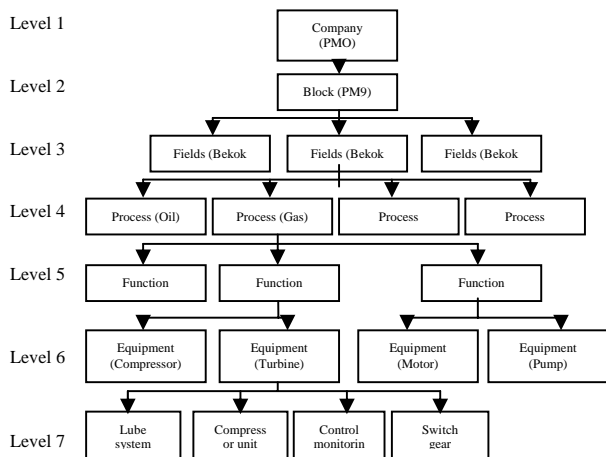 Level 1
Company
(PMO)
Level 2
Block (PM9)
Level 3
Fields (Bekok
Fields (Bekok
Fields (Bekok
Level 4
Process (Oil)
Process (Gas)
Process
Process
Level 5
Function
Function
Function
Level 6
Equipment
(Compressor)
Equipment
(Turbine)
Equipment
(Motor)
Equipment
(Pump)
Level 7
Lube
system
Compress
or unit
Control
monitorin
Switch
gear